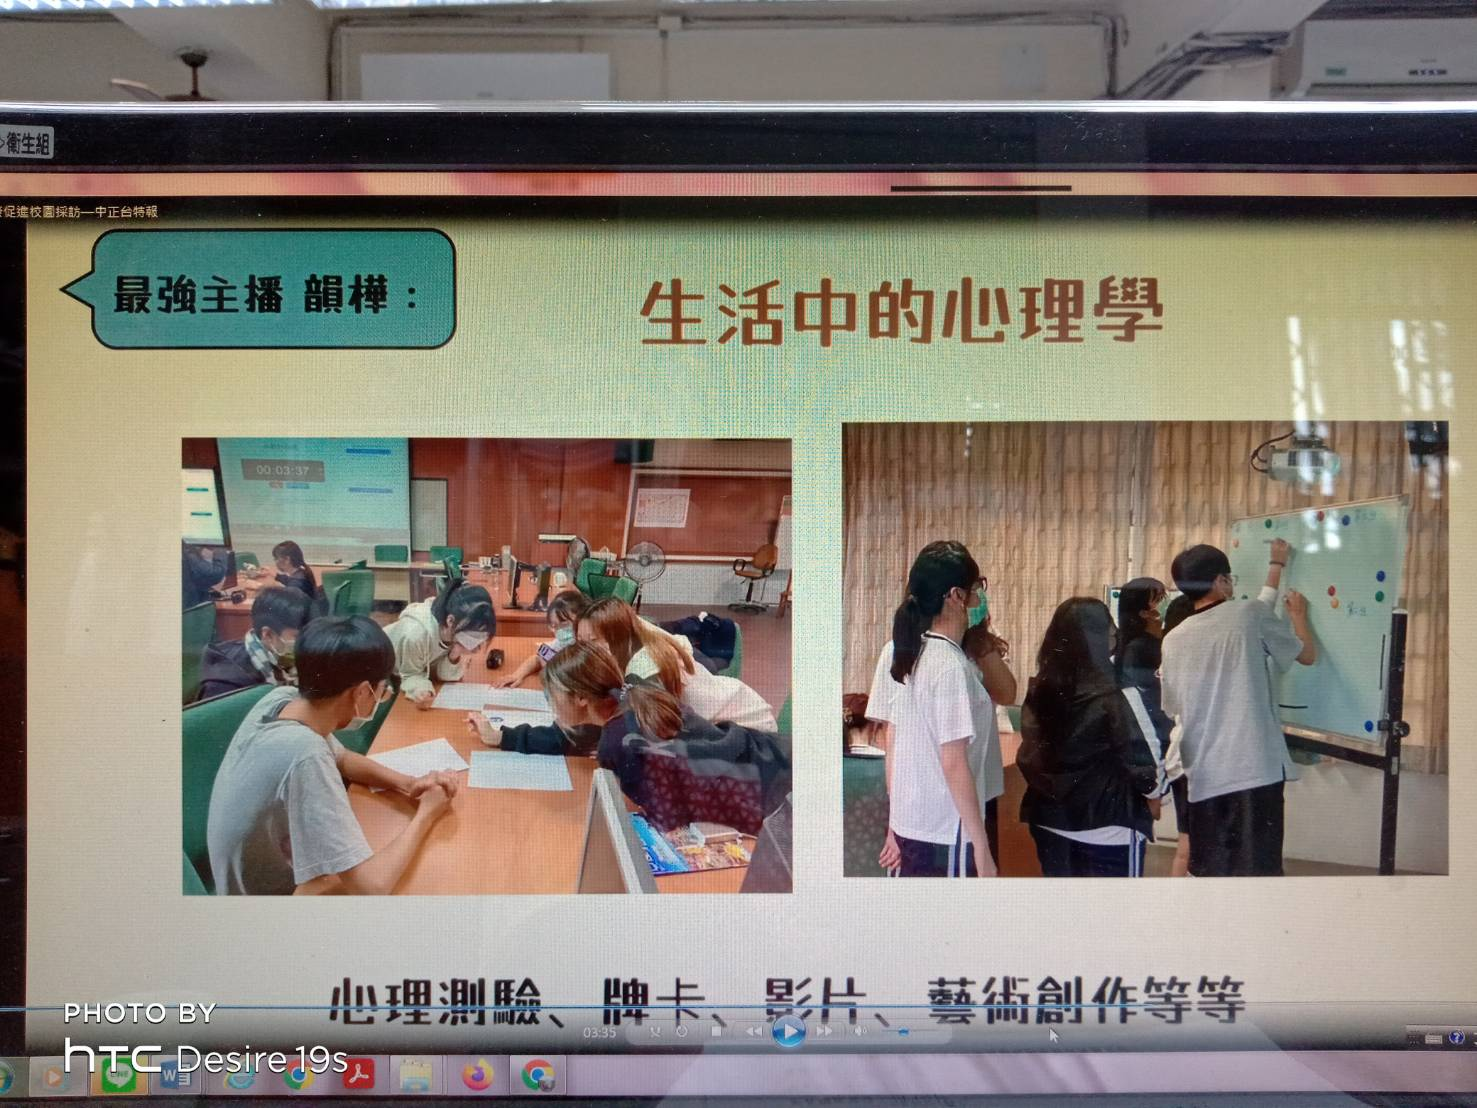 衛生組
促進校園採訪—中正台特報
最強主播 韻樺：
生活中的心理學
00:03:37
心理測驗、牌卡、影片、藝術創作等等
03:35
PHOTO BY
htc Desire 19s